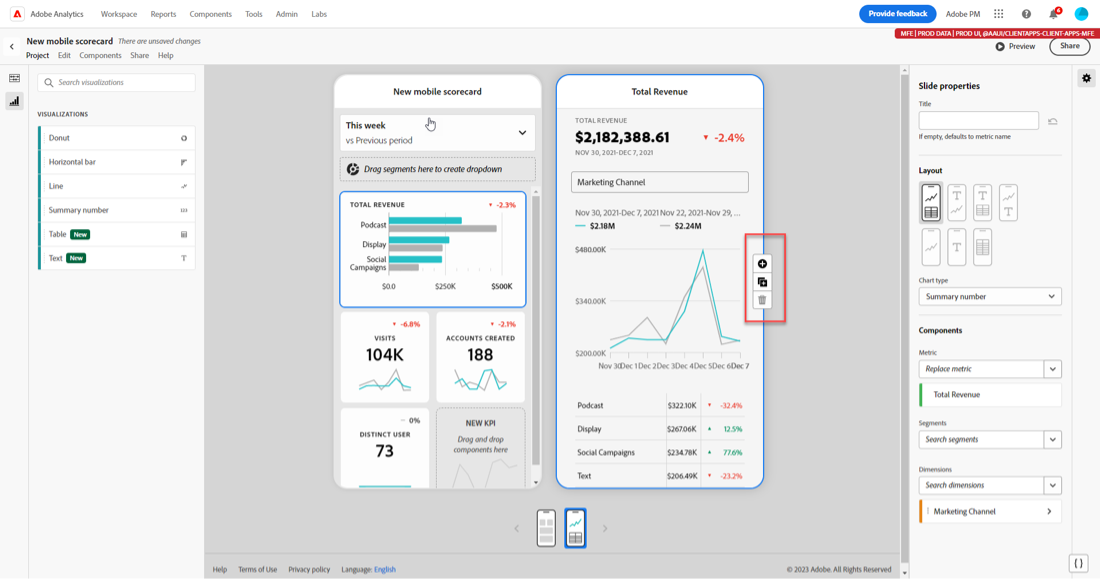 Adobe Analytics Workspace Reports Components Tools Admin Labs Provide feedback Adobe PM 4
MFE | PROD DATA | PROD UI, @AAUI/CLIENTAPPS-CLIENT-APPS-MFE
New mobile scorecard There are unsaved changes
Project Edit Components Share Help
Preview Share
Search visualizations
VISUALIZATIONS
Donut
Horizontal bar
Line
Summary number
Table New
Text New
New mobile scorecard
This week
vs Previous period
Drag segments here to create dropdown
TOTAL REVENUE -2.3%
Podcast
Display
Social
Campaigns
$0.0 $250K $500K
-6.8%
VISITS
104K
-2.1%
ACCOUNTS CREATED
188
0%
DISTINCT USER
73
NEW KPI
Drag and drop
components here
Total Revenue
TOTAL REVENUE
$2,182,388.61 -2.4%
NOV 30, 2021-DEC 7, 2021
Marketing Channel
Nov 30, 2021-Dec 7, 2021 Nov 22, 2021-Nov 29, ...
$2.18M $2.24M
$480.00K
$340.00K
$200.00K
Nov 30 Dec 1 Dec 2 Dec 3 Dec 4 Dec 5 Dec 6 Dec 7
Podcast $322.10K -32.4%
Display $267.06K 12.5%
Social Campaigns $234.78K 77.6%
Text $206.49K -23.2%
Slide properties
Title
If empty, defaults to metric name
Layout
Chart type
Summary number
Components
Metric
Replace metric
Total Revenue
Segments
Search segments
Dimensions
Search dimensions
Marketing Channel
Help Terms of Use Privacy policy Language: English © 2023 Adobe. All Rights Reserved